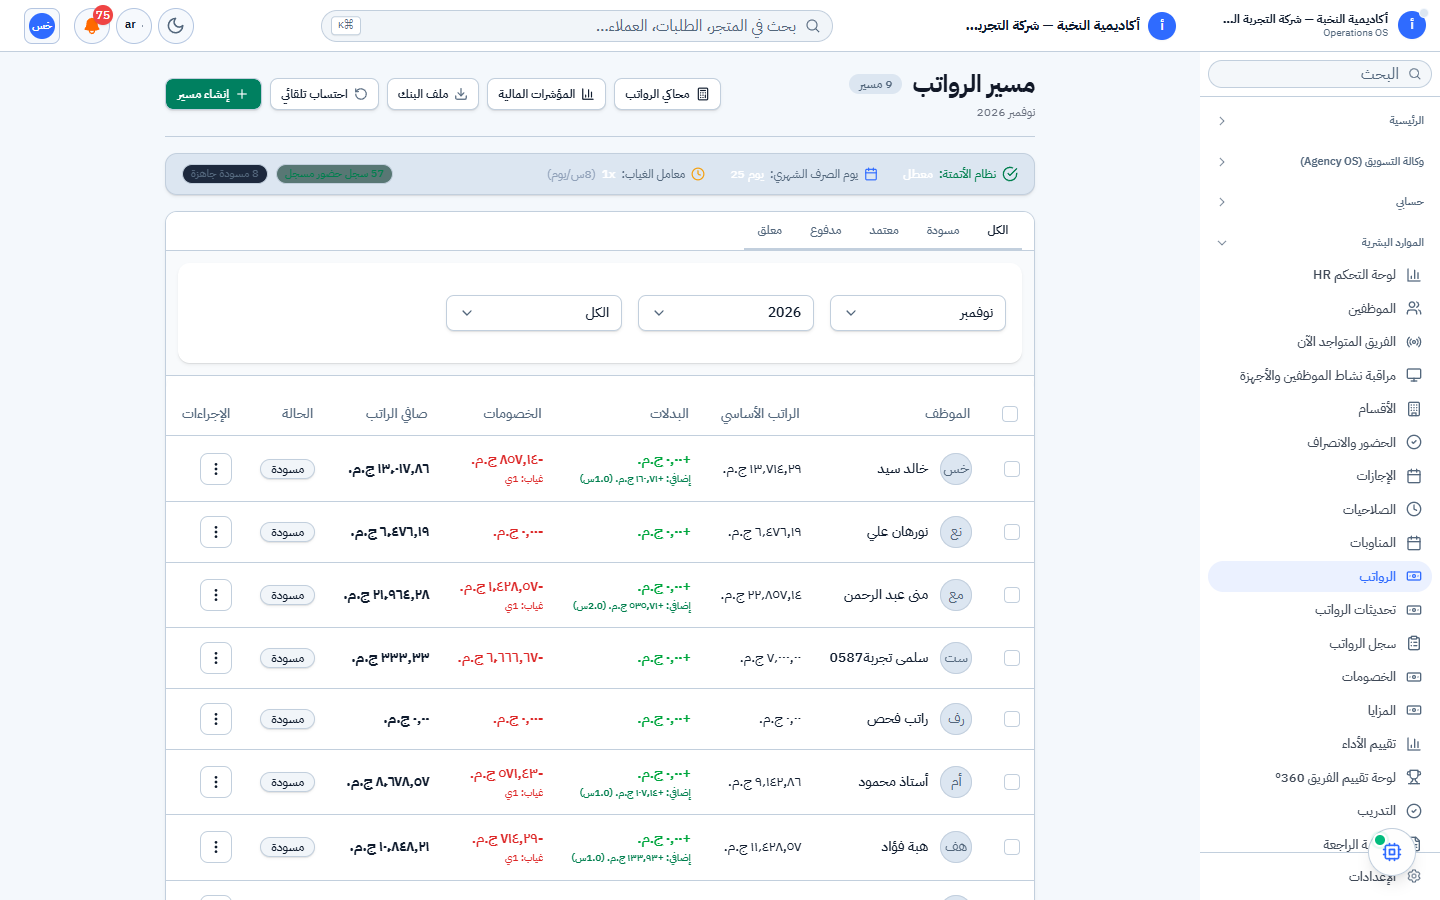 أ
أكاديمية النخبة — شركة التجربة الـ...
Operations OS
أ
أكاديمية النخبة — شركة التجربـ...
بحث في المتجر، الطلبات، العملاء...
⌘K
ar
75
خس
البحث
الرئيسية
وكالة التسويق (Agency OS)
حسابي
الموارد البشرية
لوحة التحكم HR
الموظفين
الفريق المتواجد الآن
مراقبة نشاط الموظفين والأجهزة
الأقسام
الحضور والانصراف
الإجازات
الصلاحيات
المناوبات
الرواتب
تحديثات الرواتب
سجل الرواتب
الخصومات
المزايا
تقييم الأداء
لوحة تقييم الفريق 360°
التدريب
الراجعة
الإعدادات
مسير الرواتب
9 مسير
نوفمبر 2026
محاكي الرواتب
المؤشرات المالية
ملف البنك
احتساب تلقائي
إنشاء مسير
نظام الأتمتة: معطل
يوم الصرف الشهري: يوم 25
معامل الغياب: 1x (8س/يوم)
57 سجل حضور مسجل
8 مسودة جاهزة
الكل
مسودة
معتمد
مدفوع
معلق
نوفمبر
2026
الكل
الموظف الراتب الأساسي البدلات الخصومات صافي الراتب الحالة الإجراءات
خس خالد سيد ١٣٬٧١٤٫٢٩ ج.م. +٠٫٠٠ ج.م. -٨٥٧٫١٤ ج.م. ١٣٬٠١٧٫٨٦ ج.م. مسودة
إضافي: +١٦٠٫٧١ ج.م. (1.0س) غياب: 1ي
نع نورهان علي ٦٬٤٧٦٫١٩ ج.م. +٠٫٠٠ ج.م. -٠٫٠٠ ج.م. ٦٬٤٧٦٫١٩ ج.م. مسودة
مع منى عبد الرحمن ٢٢٬٨٥٧٫١٤ ج.م. +٠٫٠٠ ج.م. -١٬٤٢٨٫٥٧ ج.م. ٢١٬٩٦٤٫٢٨ ج.م. مسودة
إضافي: +٥٣٥٫٧١ ج.م. (2.0س) غياب: 1ي
ست سلمى تجربة0587 ٧٬٠٠٠٫٠٠ ج.م. +٠٫٠٠ ج.م. -٦٬٦٦٦٫٦٧ ج.م. ٣٣٣٫٣٣ ج.م. مسودة
رف راتب فحص ٠٫٠٠ ج.م. +٠٫٠٠ ج.م. -٠٫٠٠ ج.م. ٠٫٠٠ ج.م. مسودة
أم أستاذ محمود ٩٬١٤٢٫٨٦ ج.م. +٠٫٠٠ ج.م. -٥٧١٫٤٣ ج.م. ٨٬٦٧٨٫٥٧ ج.م. مسودة
إضافي: +١٠٧٫١٤ ج.م. (1.0س) غياب: 1ي
هف هبة فؤاد ١١٬٤٢٨٫٥٧ ج.م. +٠٫٠٠ ج.م. -٧١٤٫٢٩ ج.م. ١٠٬٨٤٨٫٢١ ج.م. مسودة
إضافي: +١٣٣٫٩٣ ج.م. (1.0س) غياب: 1ي